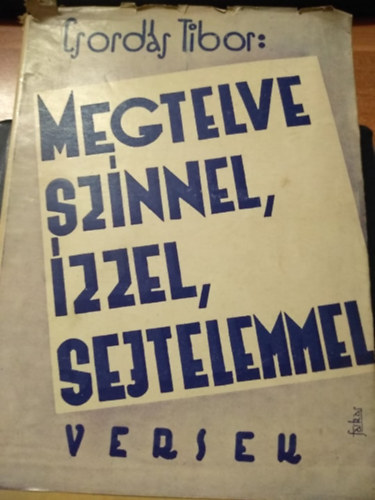 Csordás Tibor:
MEGTELVE
SZÍNNEL,
ÍZZEL,
SEJTELEMMEL
VERSEK